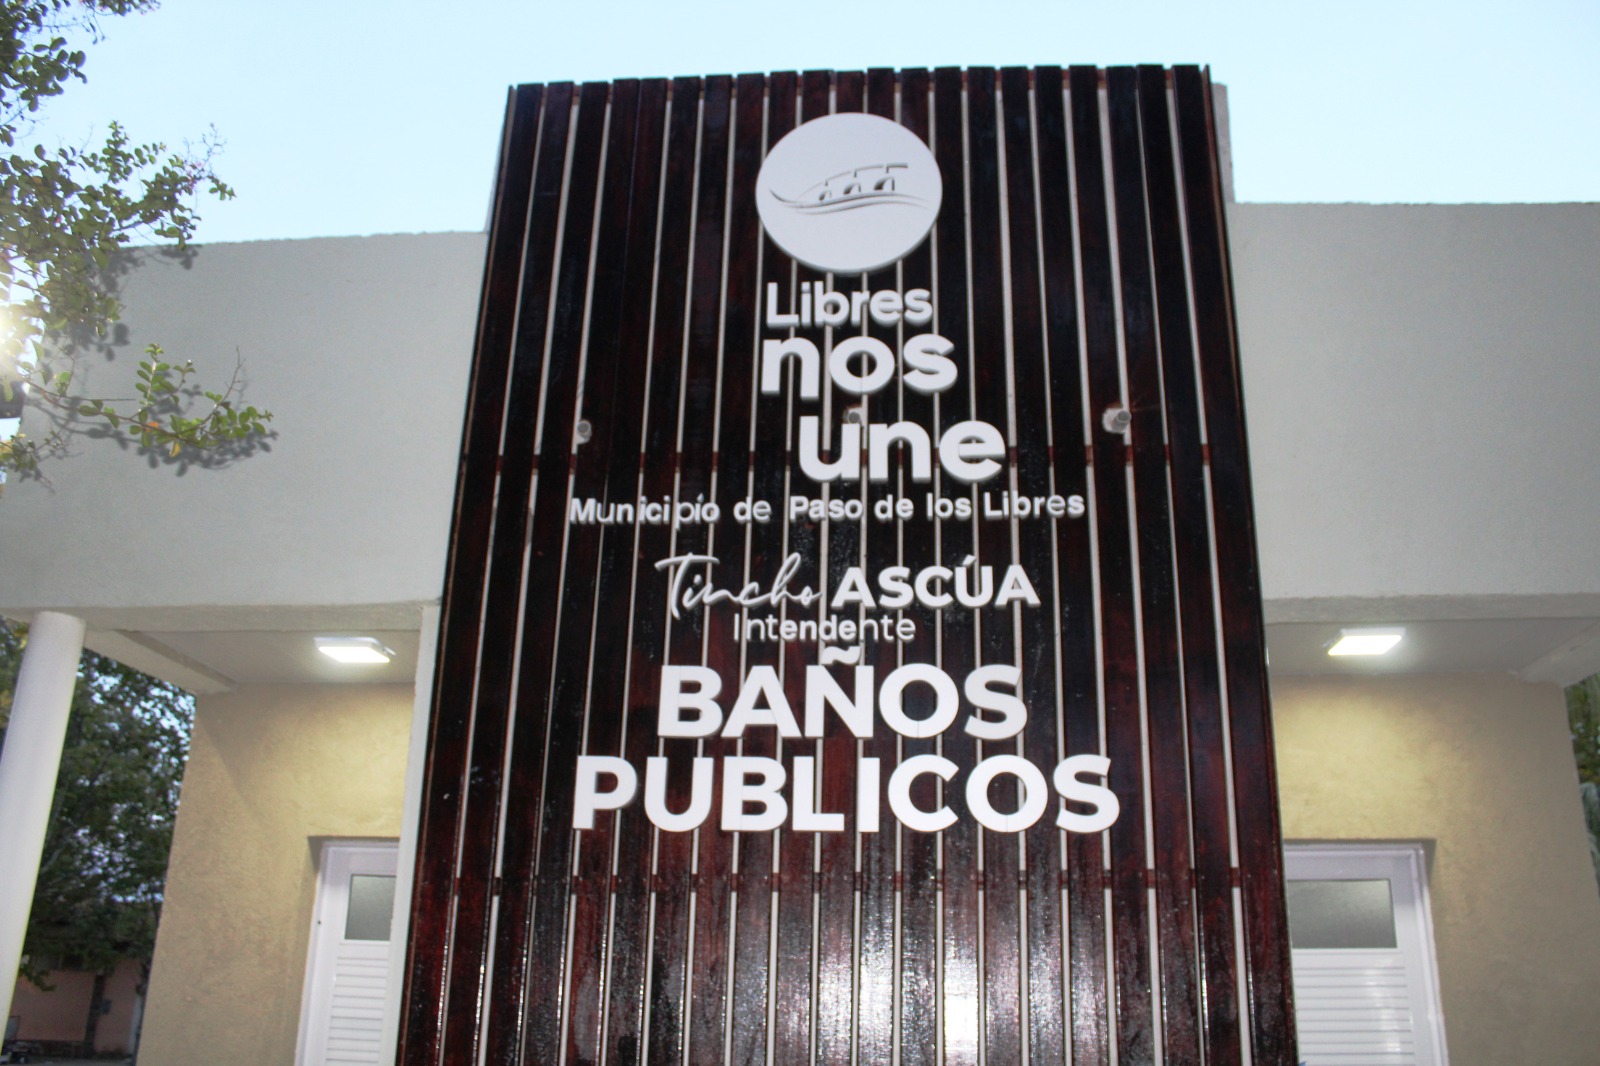 Libres
nos
une
Municipio de Paso de los Libres
Tincho ASCÚA
Intendente
BAÑOS
PUBLICOS